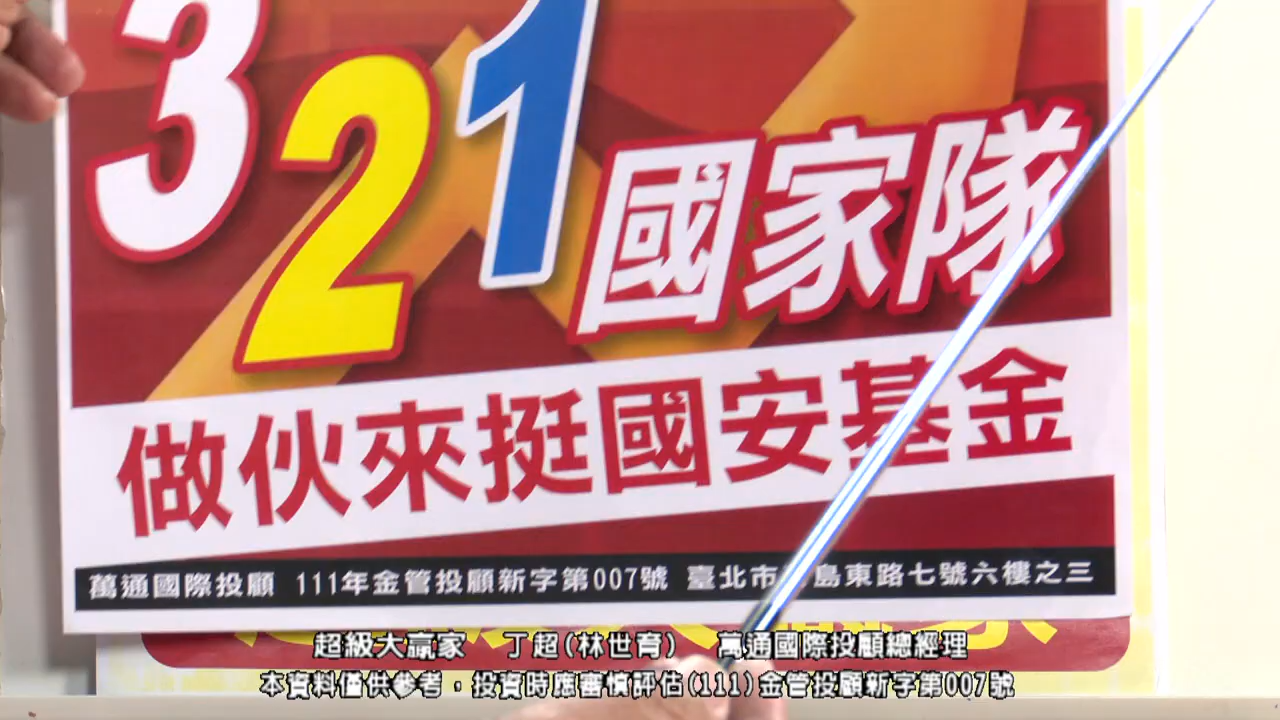 321國家隊
做伙來挺國安基金
萬通國際投顧 111年金管投顧新字第007號 臺北市 島東路七號六樓之三
超級大贏家 丁超(林世育) 萬通國際投顧總經理
本資料僅供參考，投資時應審慎評估(111)金管投顧新字第007號